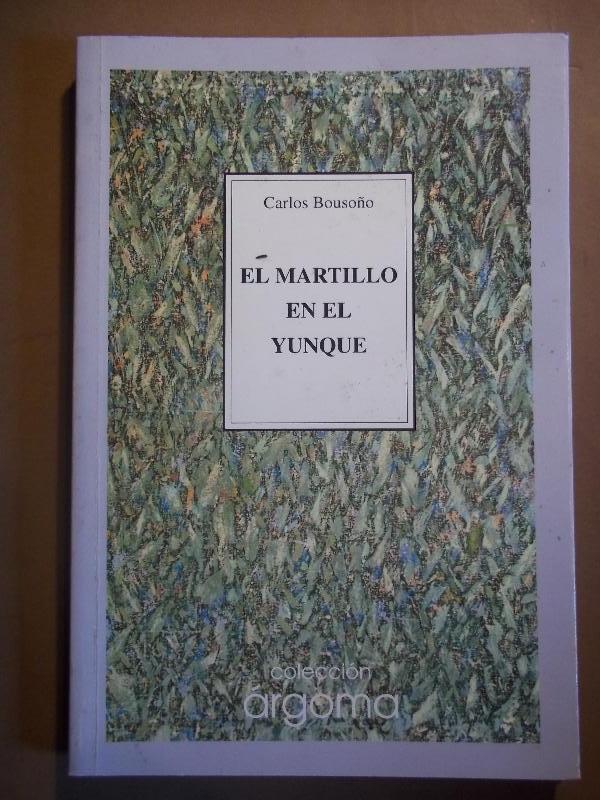 Carlos Bousoño
EL MARTILLO
EN EL
YUNQUE
colección
árgoma